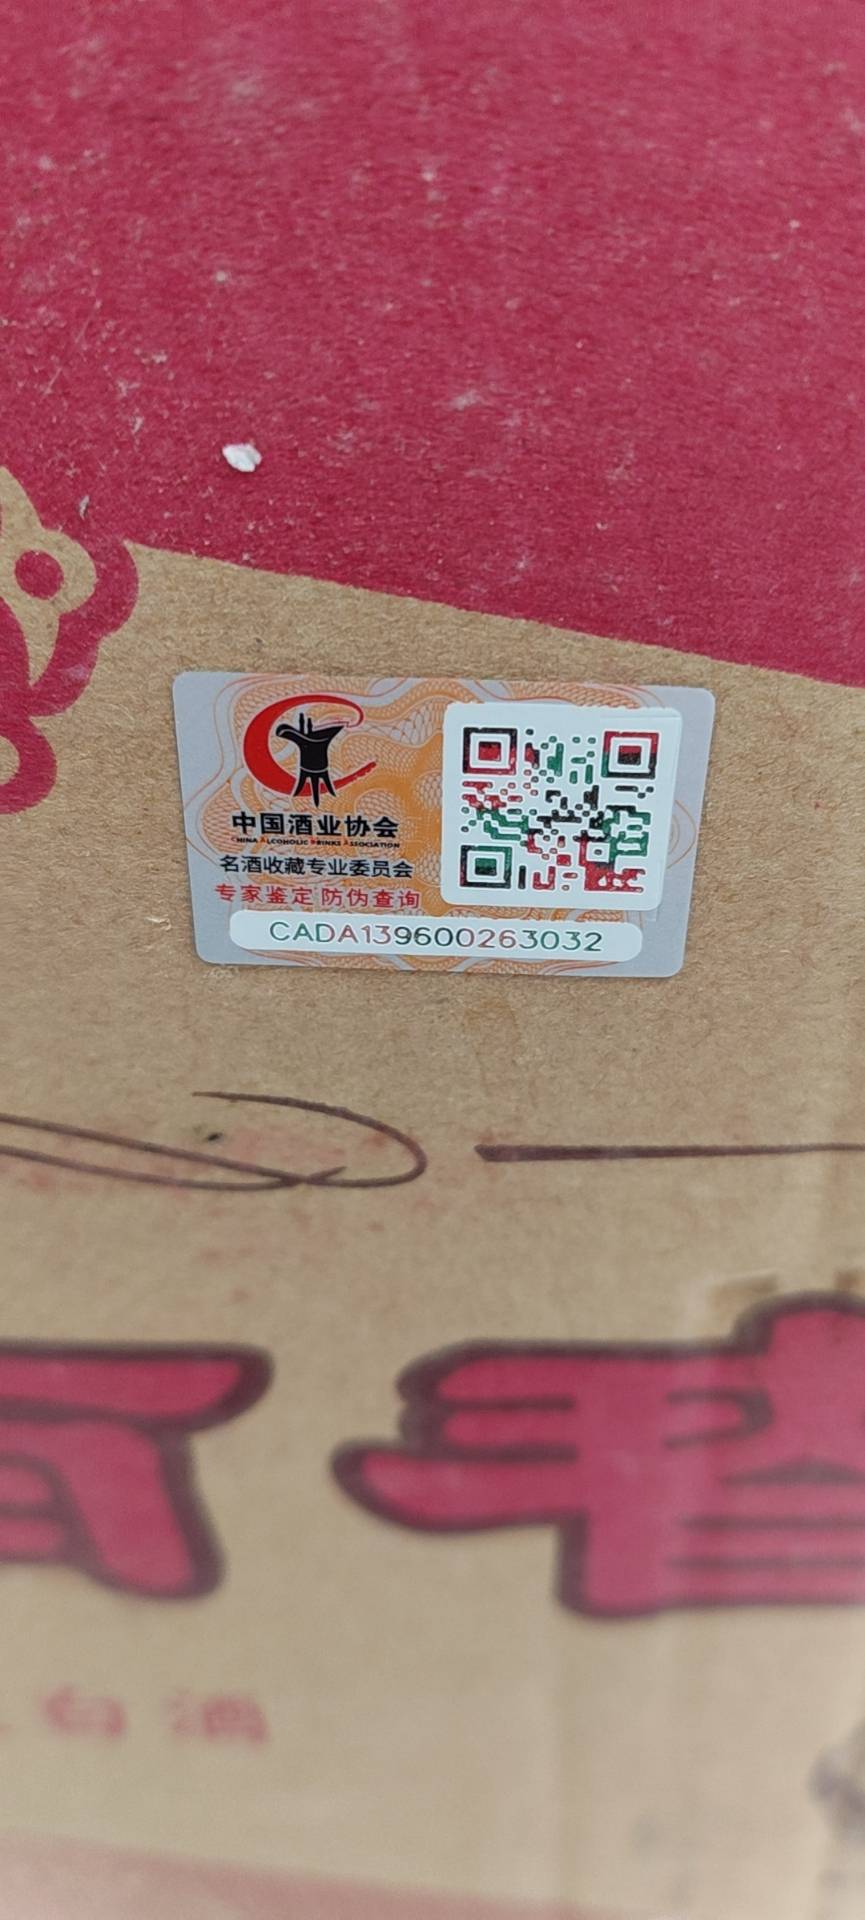 中国酒业协会
CHINA ALCOHOLIC DRINKS ASSOCIATION
名酒收藏专业委员会
专家鉴定 防伪查询
CADA139600263032
白酒